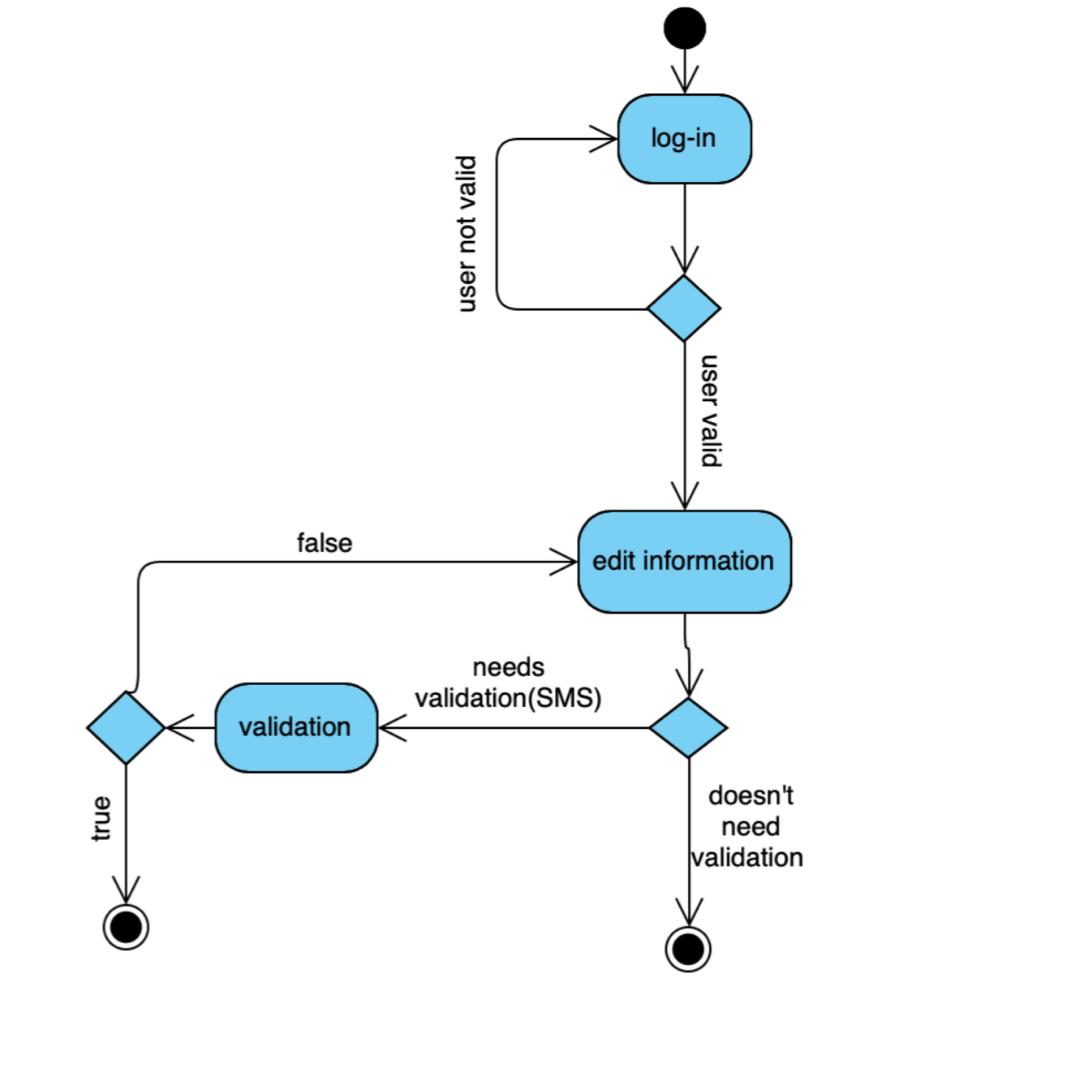 log-in
user not valid
user valid
edit information
false
needs
validation(SMS)
validation
doesn't
need
validation
true